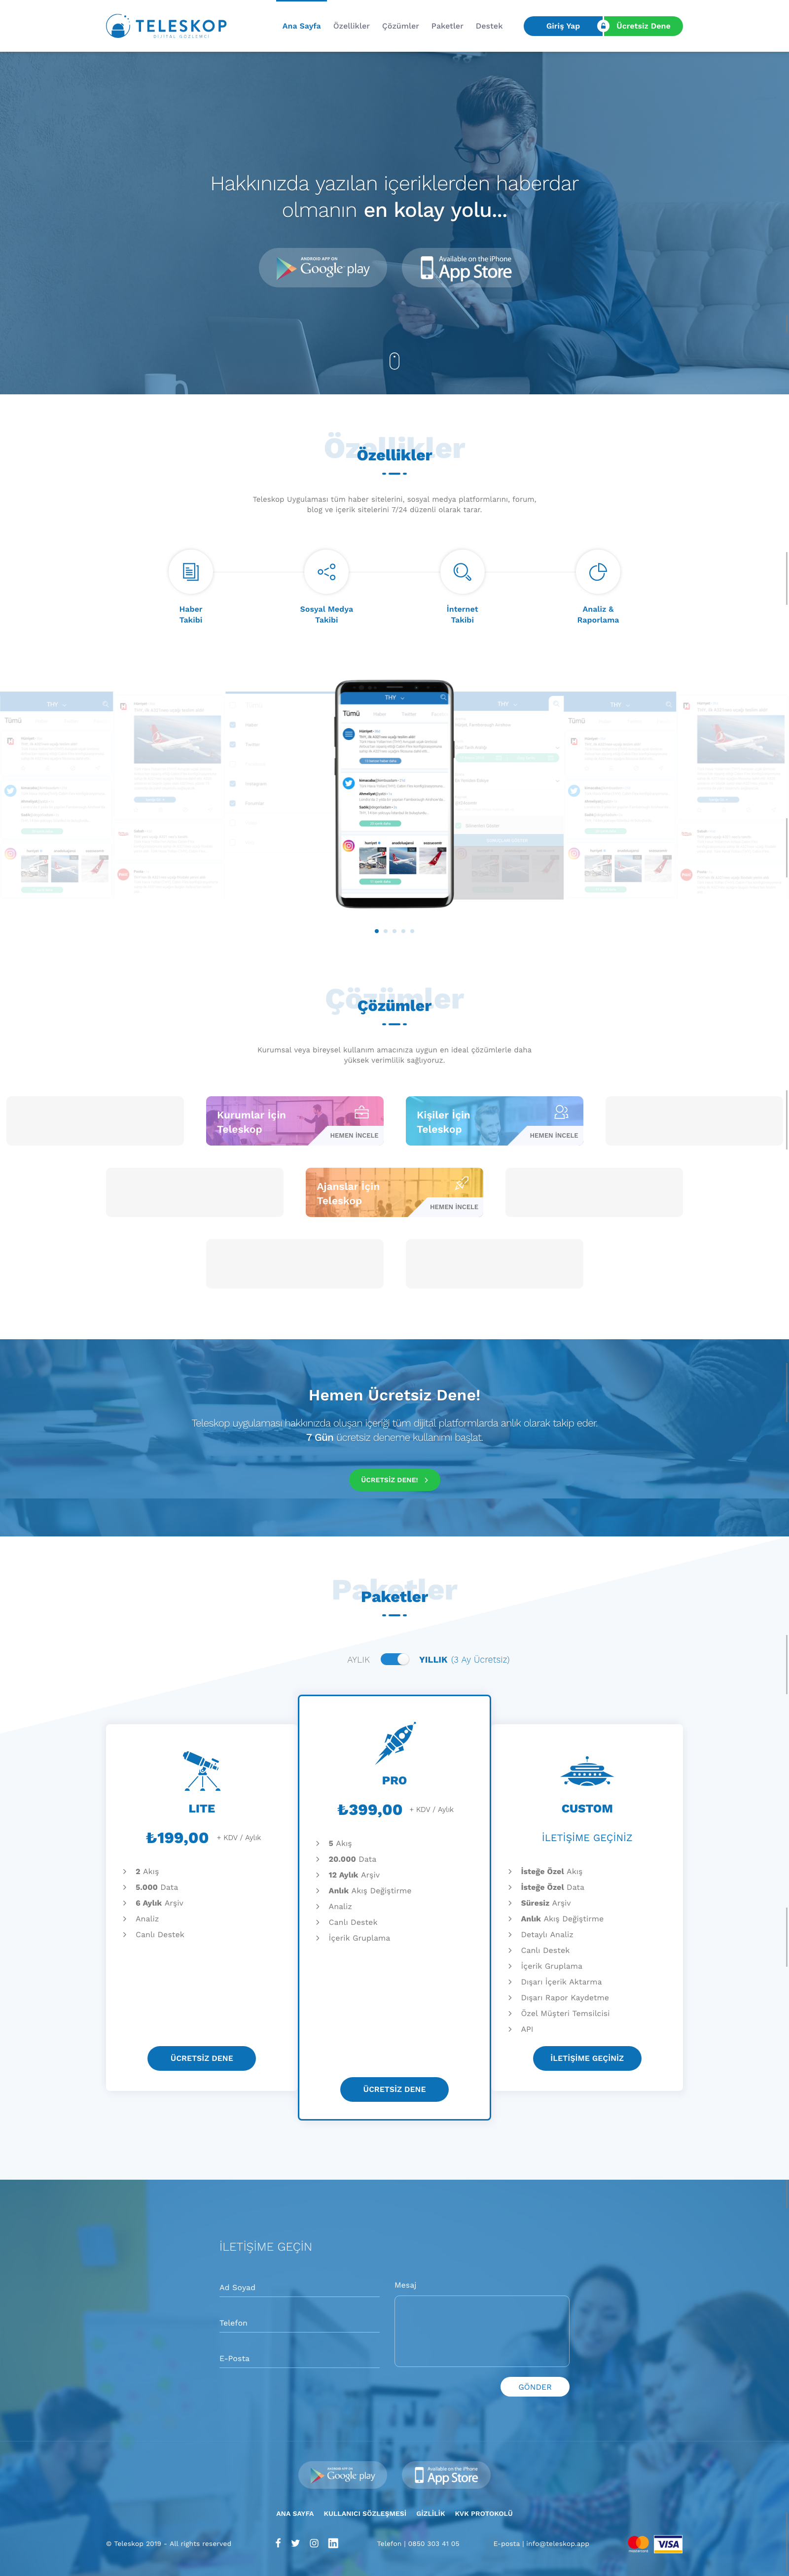 TELESKOP
DİJİTAL GÖZLEMCİ
Ana Sayfa
Özellikler
Çözümler
Paketler
Destek
Giriş Yap
Ücretsiz Dene
Hakkınızda yazılan içeriklerden haberdar
olmanın en kolay yolu...
ANDROID APP ON
Google play
Available on the iPhone
App Store
Özellikler
Özellikler
Teleskop Uygulaması tüm haber sitelerini, sosyal medya platformlarını, forum,
blog ve içerik sitelerini 7/24 düzenli olarak tarar.
Haber
Takibi
Sosyal Medya
Takibi
İnternet
Takibi
Analiz &
Raporlama
THY
Tümü
Haber
Twitter
Çözümler
Çözümler
Kurumsal veya bireysel kullanım amacınıza uygun en ideal çözümlerle daha
yüksek verimlilik sağlıyoruz.
Kurumlar İçin
Teleskop
HEMEN İNCELE
Kişiler İçin
Teleskop
HEMEN İNCELE
Ajanslar İçin
Teleskop
HEMEN İNCELE
Hemen Ücretsiz Dene!
Teleskop uygulaması hakkınızda oluşan içeriği tüm dijital platformlarda anlık olarak takip eder.
7 Gün ücretsiz deneme kullanımı başlat.
ÜCRETSİZ DENE!
Paketler
Paketler
AYLIK
YILLIK (3 Ay Ücretsiz)
LITE
₺199,00 + KDV / Aylık
2 Akış
5.000 Data
6 Aylık Arşiv
Analiz
Canlı Destek
ÜCRETSİZ DENE
PRO
₺399,00 + KDV / Aylık
5 Akış
20.000 Data
12 Aylık Arşiv
Anlık Akış Değiştirme
Analiz
Canlı Destek
İçerik Gruplama
ÜCRETSİZ DENE
CUSTOM
İLETİŞİME GEÇİNİZ
İsteğe Özel Akış
İsteğe Özel Data
Süresiz Arşiv
Anlık Akış Değiştirme
Detaylı Analiz
Canlı Destek
İçerik Gruplama
Dışarı İçerik Aktarma
Dışarı Rapor Kaydetme
Özel Müşteri Temsilcisi
API
İLETİŞİME GEÇİNİZ
İLETİŞİME GEÇİN
Ad Soyad
Telefon
E-Posta
Mesaj
GÖNDER
ANDROID APP ON
Google play
Available on the iPhone
App Store
ANA SAYFA
KULLANICI SÖZLEŞMESİ
GİZLİLİK
KVK PROTOKOLÜ
© Teleskop 2019 - All rights reserved
Telefon | 0850 303 41 05
E-posta | info@teleskop.app
mastercard
VISA